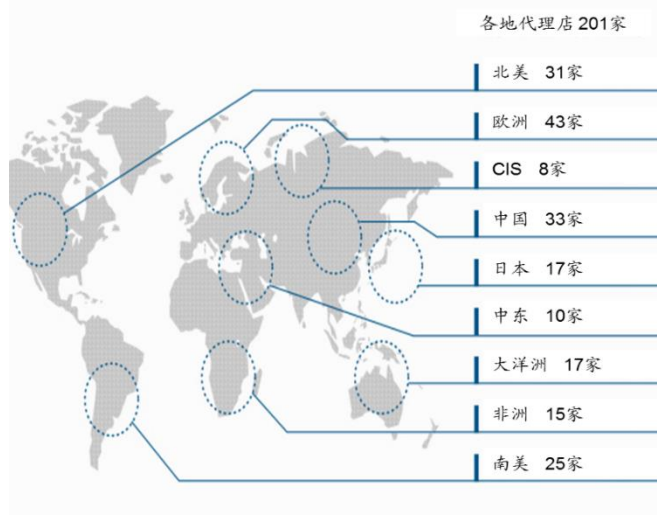 各地代理店 201家
北美 31家
欧洲 43家
CIS 8家
中国 33家
日本 17家
中东 10家
大洋洲 17家
非洲 15家
南美 25家